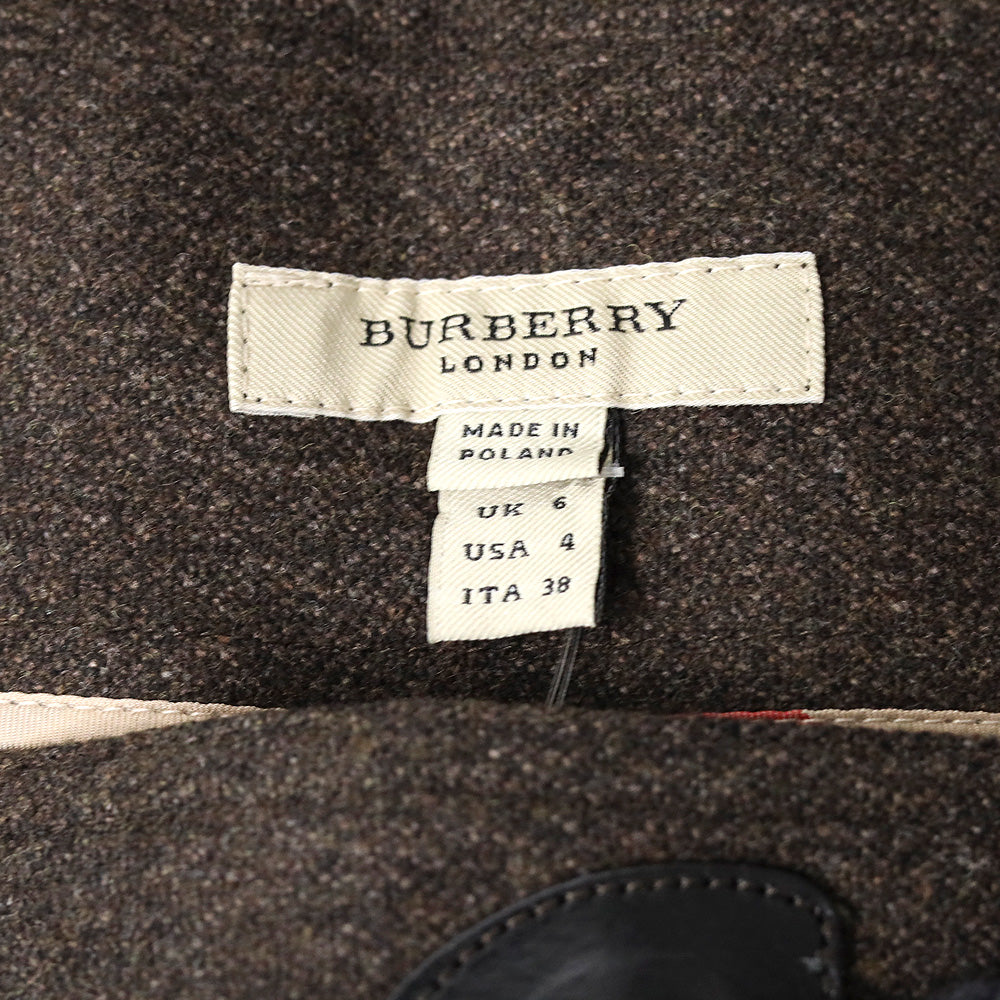 BURBERRY
LONDON
MADE IN
POLAND
UK 6
USA 4
ITA 38